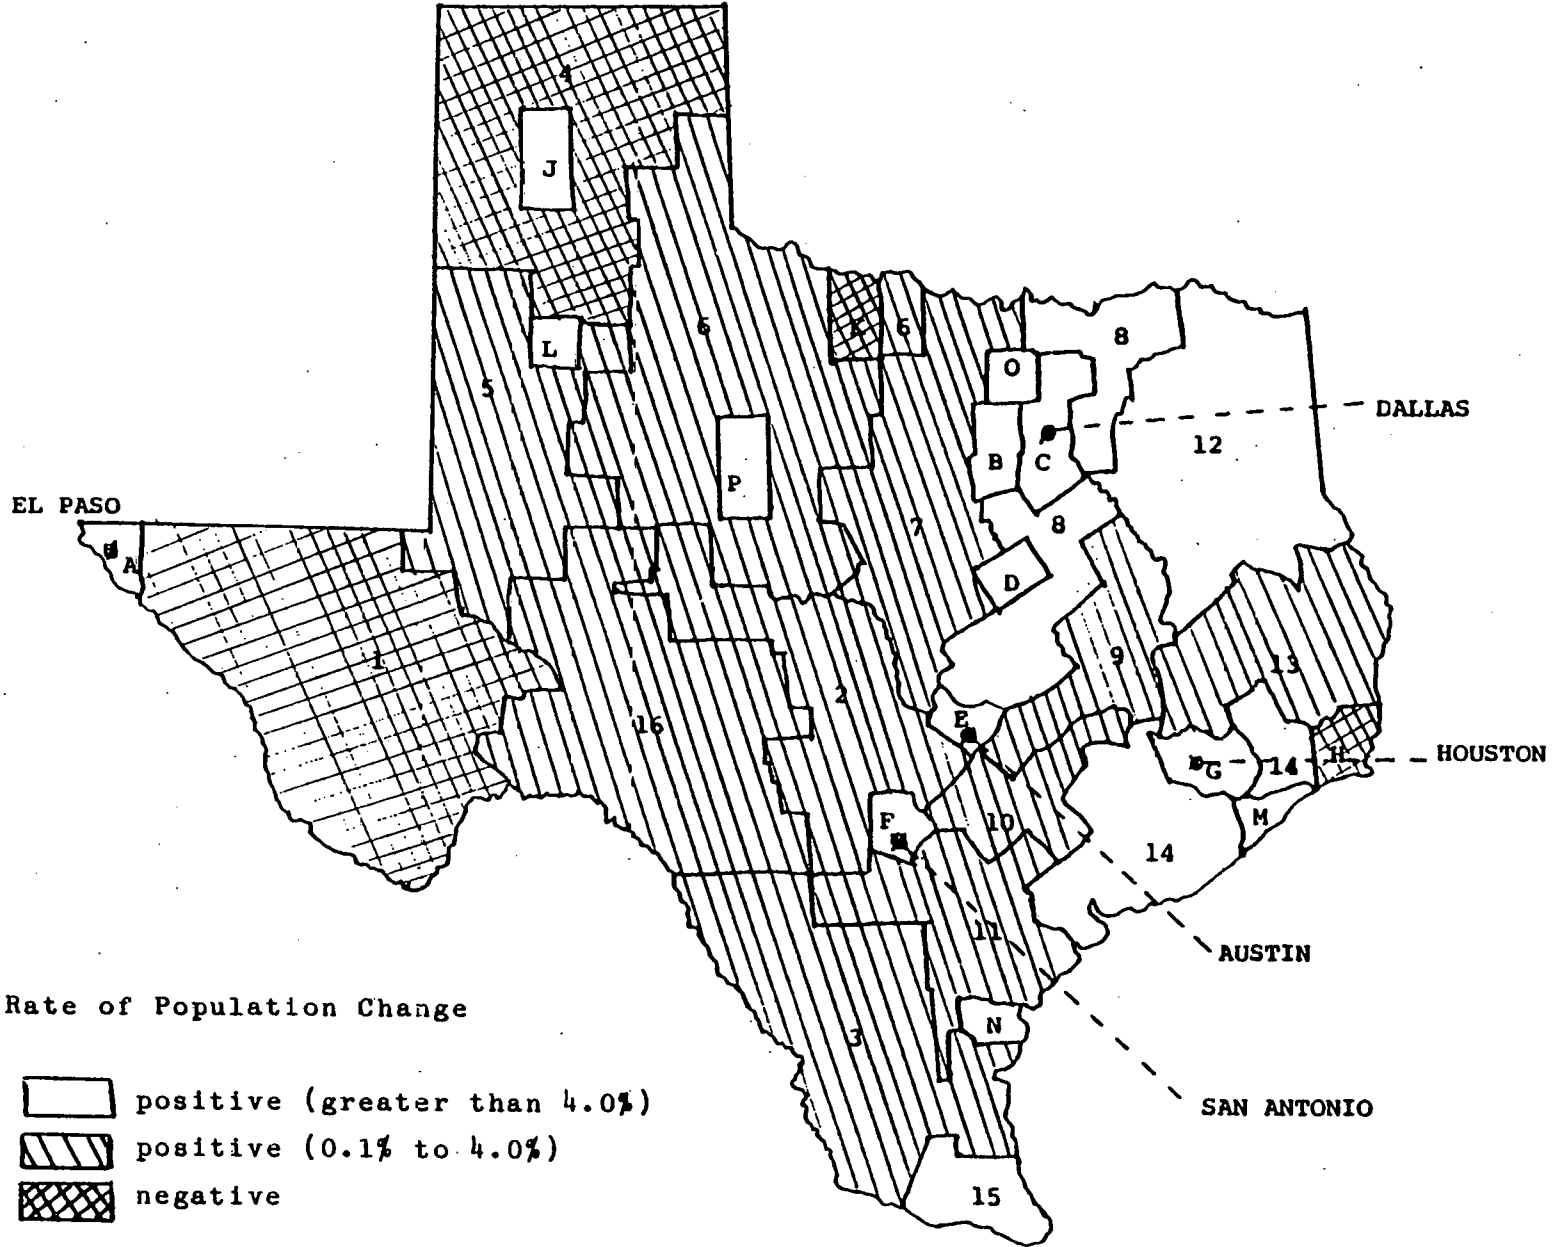 4
J
6
K
6
8
L
O
5
DALLAS
12
B
C
P
EL PASO
7
8
A
D
1
9
13
2
16
E
HOUSTON
G
14
H
M
F
10
14
11
AUSTIN
Rate of Population Change
3
N
positive (greater than 4.0%)
SAN ANTONIO
positive (0.1% to 4.0%)
negative
15